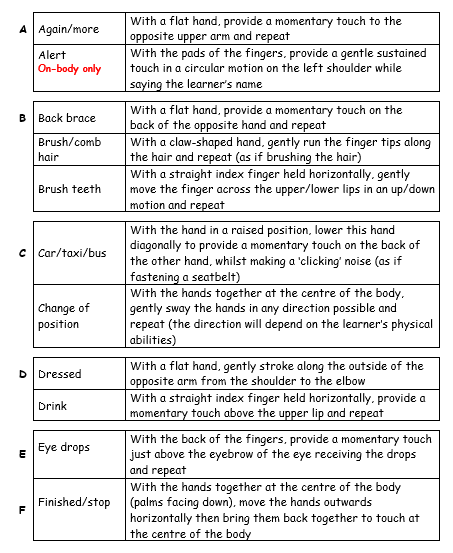 A
Again/more
With a flat hand, provide a momentary touch to the
opposite upper arm and repeat
Alert
On-body only
With the pads of the fingers, provide a gentle sustained
touch in a circular motion on the left shoulder while
saying the learner's name
B
Back brace
With a flat hand, provide a momentary touch on the
back of the opposite hand and repeat
Brush/comb
hair
With a claw-shaped hand, gently run the finger tips along
the hair and repeat (as if brushing the hair)
Brush teeth
With a straight index finger held horizontally, gently
move the finger across the upper/lower lips in an up/down
motion and repeat
C
Car/taxi/bus
With the hand in a raised position, lower this hand
diagonally to provide a momentary touch on the back of
the other hand, whilst making a 'clicking' noise (as if
fastening a seatbelt)
Change of
position
With the hands together at the centre of the body,
gently sway the hands in any direction possible and
repeat (the direction will depend on the learner's physical
abilities)
D
Dressed
With a flat hand, gently stroke along the outside of the
opposite arm from the shoulder to the elbow
Drink
With a straight index finger held horizontally, provide a
momentary touch above the upper lip and repeat
E
Eye drops
With the back of the fingers, provide a momentary touch
just above the eyebrow of the eye receiving the drops
and repeat
F
Finished/stop
With the hands together at the centre of the body
(palms facing down), move the hands outwards
horizontally then bring them back together to touch at
the centre of the body